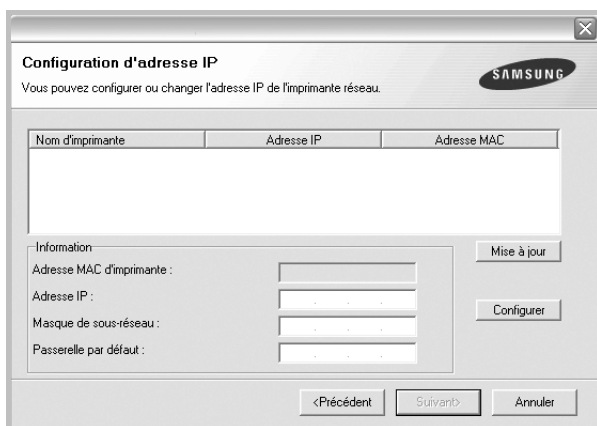 Configuration d'adresse IP
Vous pouvez configurer ou changer l'adresse IP de l'imprimante réseau.
SAMSUNG
Nom d'imprimante Adresse IP Adresse MAC
Information
Mise à jour
Adresse MAC d'imprimante :
Adresse IP :
Configurer
Masque de sous-réseau :
Passerelle par défaut :
<Précédent Suivant> Annuler